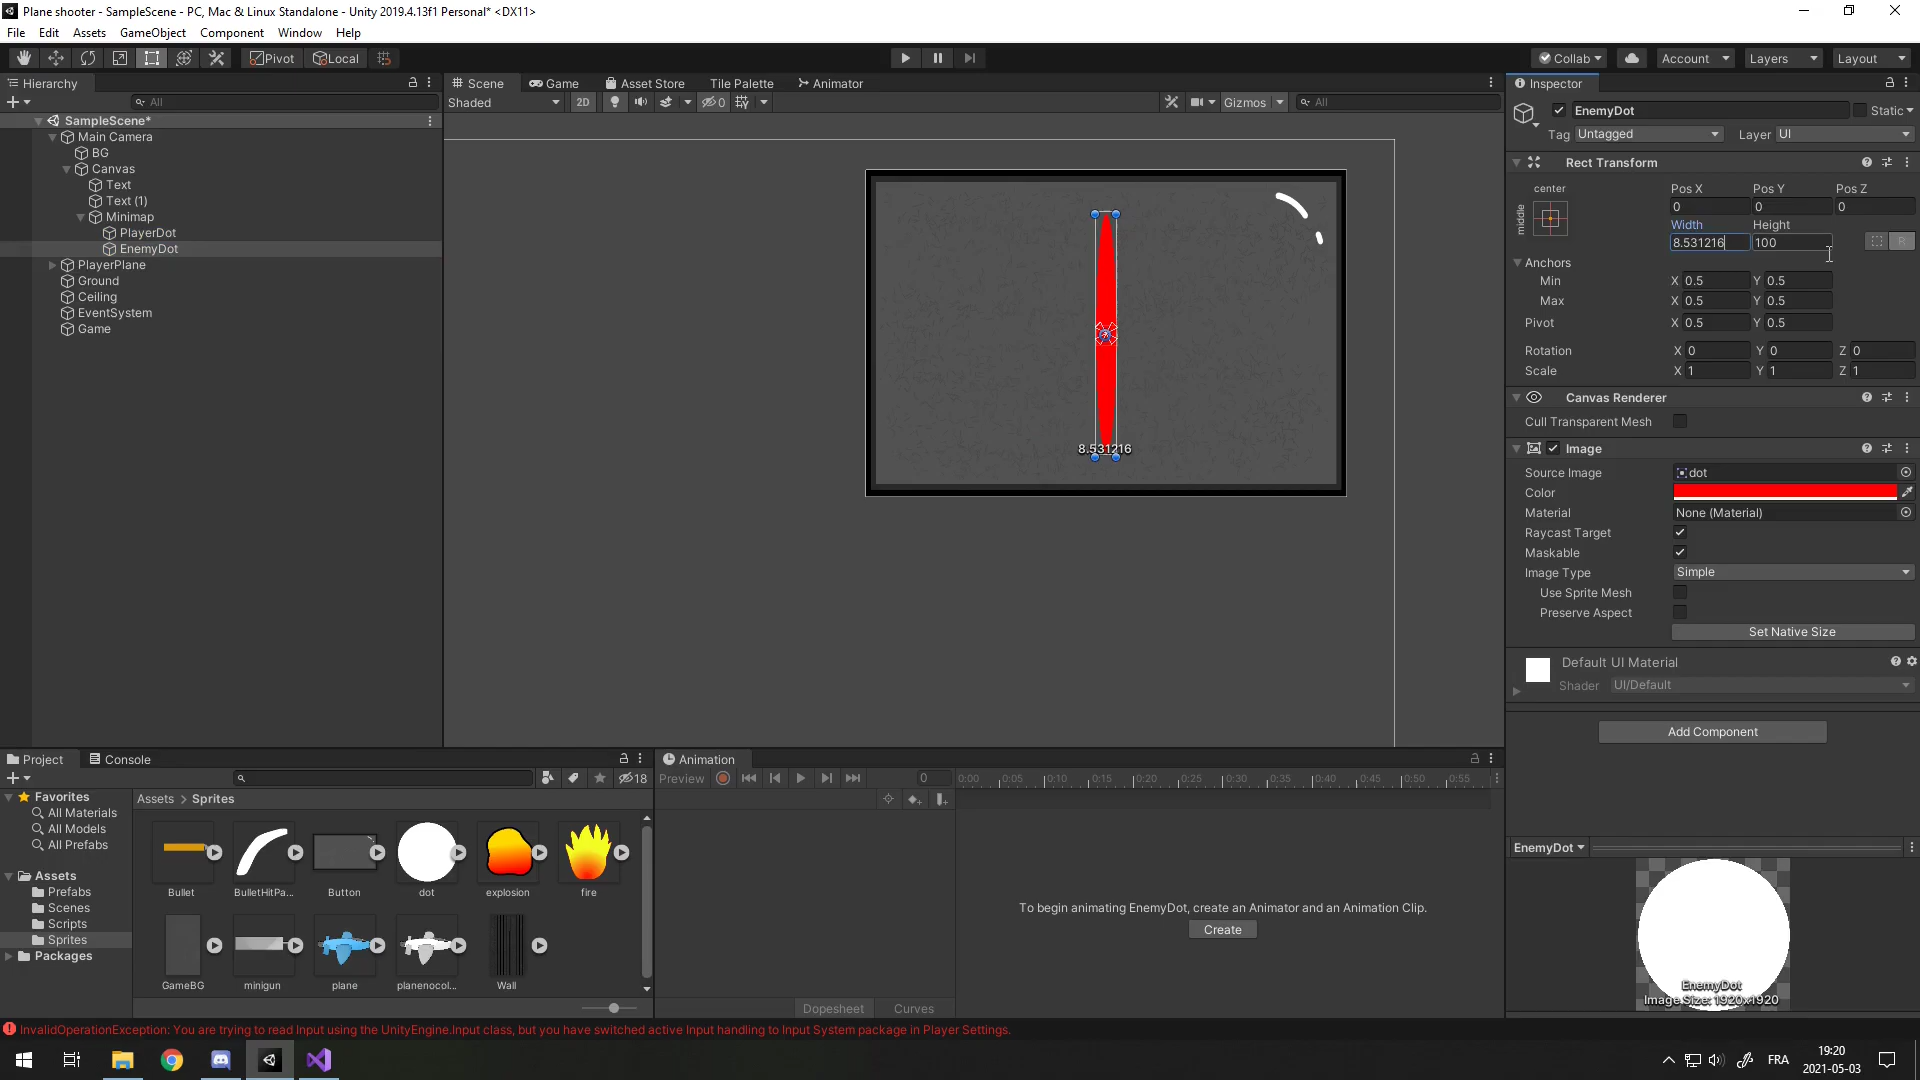 Plane shooter - SampleScene - PC, Mac & Linux Standalone - Unity 2019.4.13f1 Personal* <DX11>
File Edit Assets GameObject Component Window Help
Pivot Local Collab Account Layers Layout
Hierarchy
All
SampleScene*
Main Camera
BG
Canvas
Text
Text (1)
Minimap
PlayerDot
EnemyDot
PlayerPlane
Ground
Ceiling
EventSystem
Game
Scene Game Asset Store Tile Palette Animator
Shaded 2D 0 Gizmos All
8.531216
Inspector
EnemyDot Static
Tag Untagged Layer UI
Rect Transform
center
middle
Pos X Pos Y Pos Z
0 0 0
Width Height
8.531216 100 R
Anchors
Min X 0.5 Y 0.5
Max X 0.5 Y 0.5
Pivot X 0.5 Y 0.5
Rotation X 0 Y 0 Z 0
Scale X 1 Y 1 Z 1
Canvas Renderer
Cull Transparent Mesh
Image
Source Image dot
Color
Material None (Material)
Raycast Target
Maskable
Image Type Simple
Use Sprite Mesh
Preserve Aspect
Set Native Size
Default UI Material
Shader UI/Default
Add Component
EnemyDot
EnemyDot
Image Size: 1920x1920
Project Console
18
Favorites
All Materials
All Models
All Prefabs
Assets
Prefabs
Scenes
Scripts
Sprites
Packages
Assets > Sprites
Bullet BulletHitPa... Button dot explosion fire
GameBG minigun plane planenocol... Wall
Animation
Preview 0 0:00 0:05 0:10 0:15 0:20 0:25 0:30 0:35 0:40 0:45 0:50 0:55
To begin animating EnemyDot, create an Animator and an Animation Clip.
Create
Dopesheet Curves
InvalidOperationException: You are trying to read Input using the UnityEngine.Input class, but you have switched active Input handling to Input System package in Player Settings.
FRA
19:20
2021-05-03